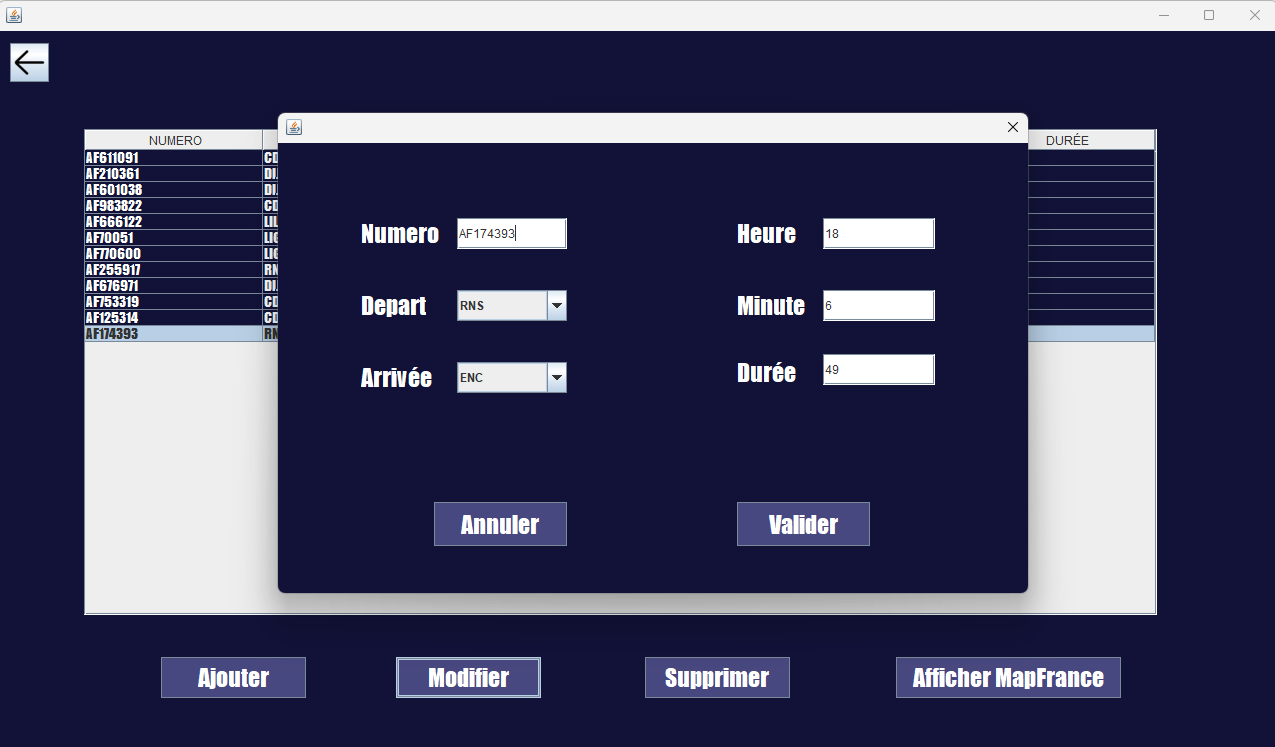 NUMERO DURÉE
AF611091 CD
AF210361 DI
AF601038 DI
AF983822 CD
AF666122 LIL
AF70051 LIG
AF770600 LIG
AF255917 RN
AF676971 DI
AF753319 CD
AF125314 CD
AF174393 RN
Numero AF174393 Heure 18
Depart RNS Minute 6
Arrivée ENC Durée 49
Annuler Valider
Ajouter Modifier Supprimer Afficher MapFrance